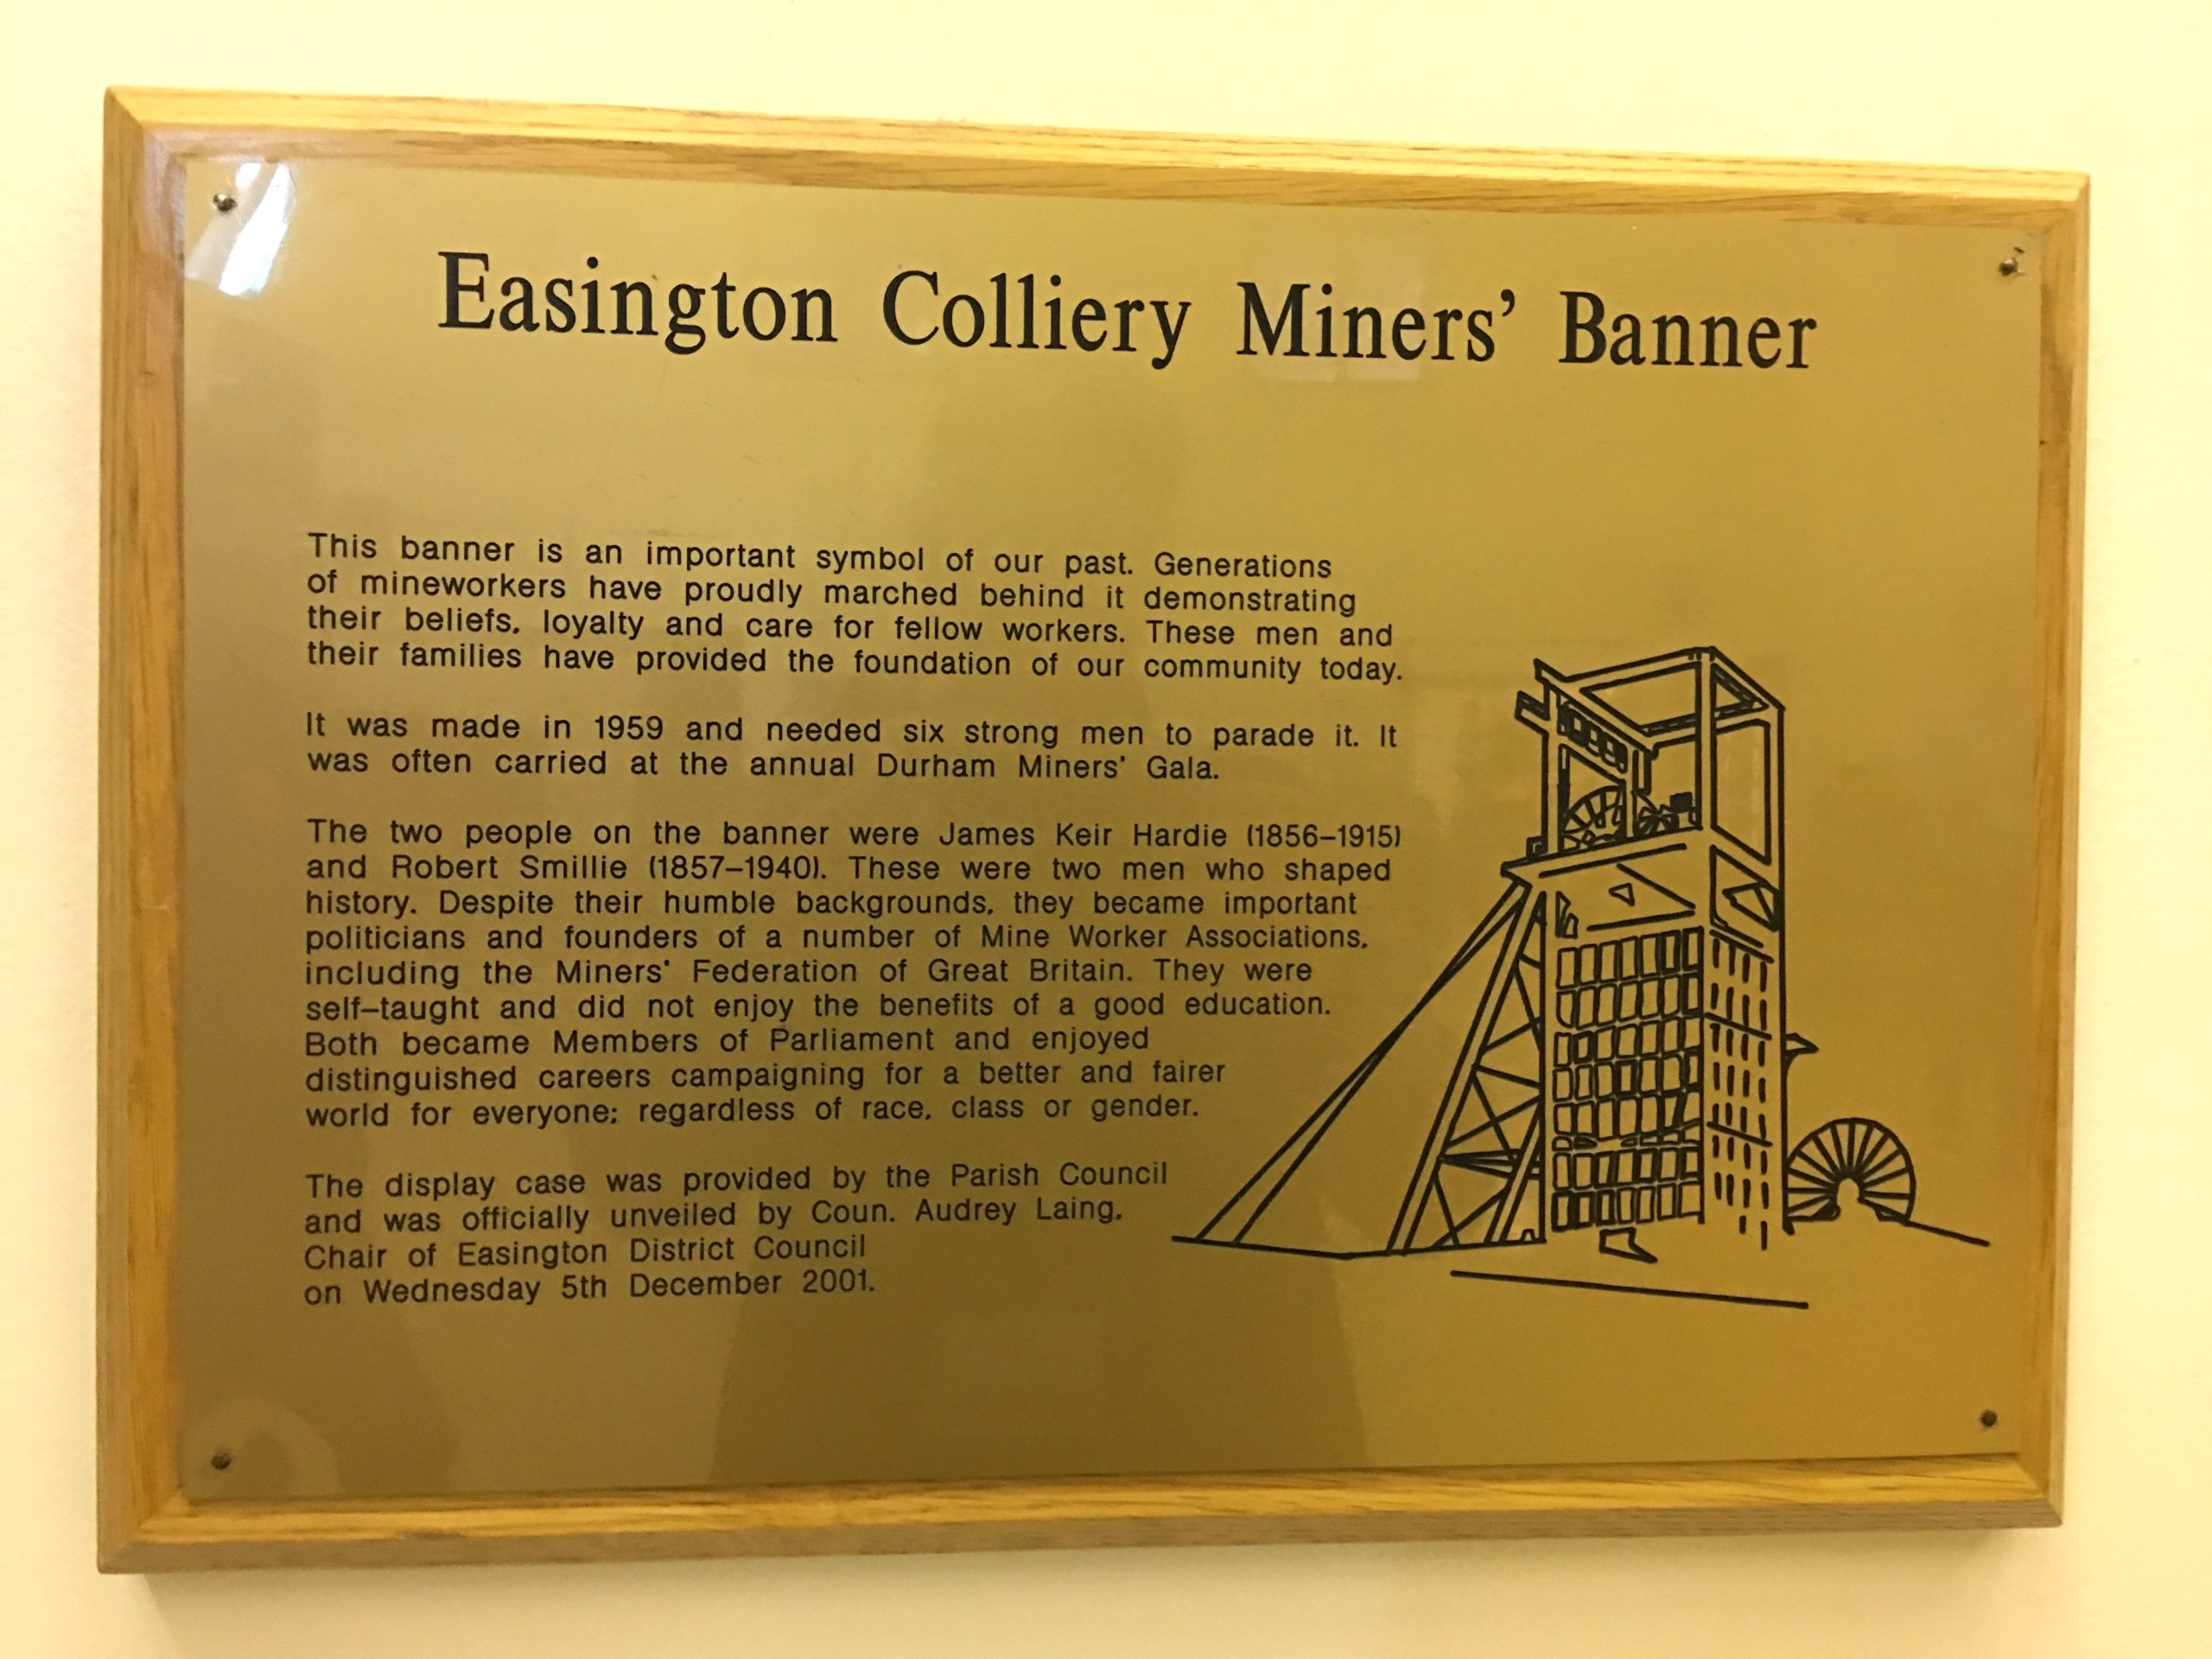 Easington Colliery Miners' Banner
This banner is an important symbol of our past. Generations
of mineworkers have proudly marched behind it demonstrating
their beliefs, loyalty and care for fellow workers. These men and
their families have provided the foundation of our community today.
It was made in 1959 and needed six strong men to parade it. It
was often carried at the annual Durham Miners' Gala.
The two people on the banner were James Keir Hardie (1856–1915)
and Robert Smillie (1857–1940). These were two men who shaped
history. Despite their humble backgrounds, they became important
politicians and founders of a number of Mine Worker Associations,
including the Miners' Federation of Great Britain. They were
self–taught and did not enjoy the benefits of a good education.
Both became Members of Parliament and enjoyed
distinguished careers campaigning for a better and fairer
world for everyone; regardless of race, class or gender.
The display case was provided by the Parish Council
and was officially unveiled by Coun. Audrey Laing,
Chair of Easington District Council
on Wednesday 5th December 2001.